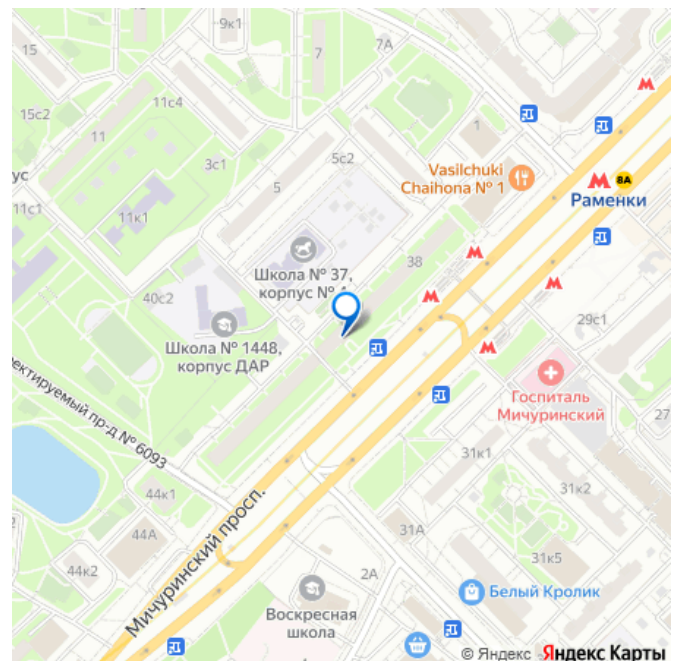 9к1
15
7
7А
15с2
11с4
11
1
3с1
5с2
5
ус
Vasilchuki
Chaihona № 1
8А
Раменки
11с1
11к1
Школа № 37,
корпус №
38
40с2
29с1
Школа № 1448,
корпус ДАР
Госпиталь
Мичуринский
27
ектируемый пр-д № 6093
31к1
31к2
44к1
Мичуринский просп.
31А
44А
31к5
44к2
2А
Белый Кролик
Воскресная
школа
© Яндекс Яндекс Карты